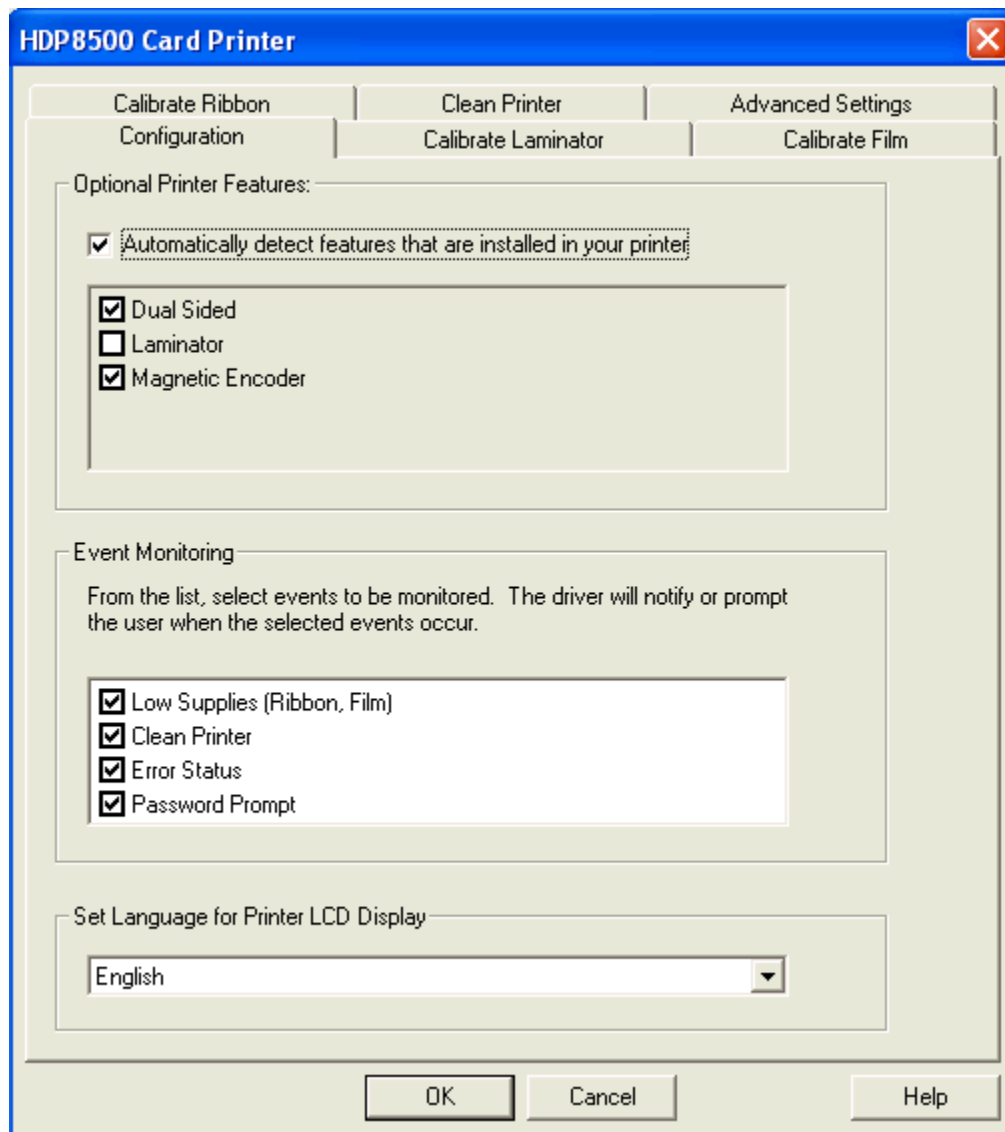 HDP8500 Card Printer
Calibrate Ribbon
Clean Printer
Advanced Settings
Configuration
Calibrate Laminator
Calibrate Film
Optional Printer Features:
Automatically detect features that are installed in your printer
Dual Sided
Laminator
Magnetic Encoder
Event Monitoring
From the list, select events to be monitored.  The driver will notify or prompt
the user when the selected events occur.
Low Supplies (Ribbon, Film)
Clean Printer
Error Status
Password Prompt
Set Language for Printer LCD Display
English
OK
Cancel
Help